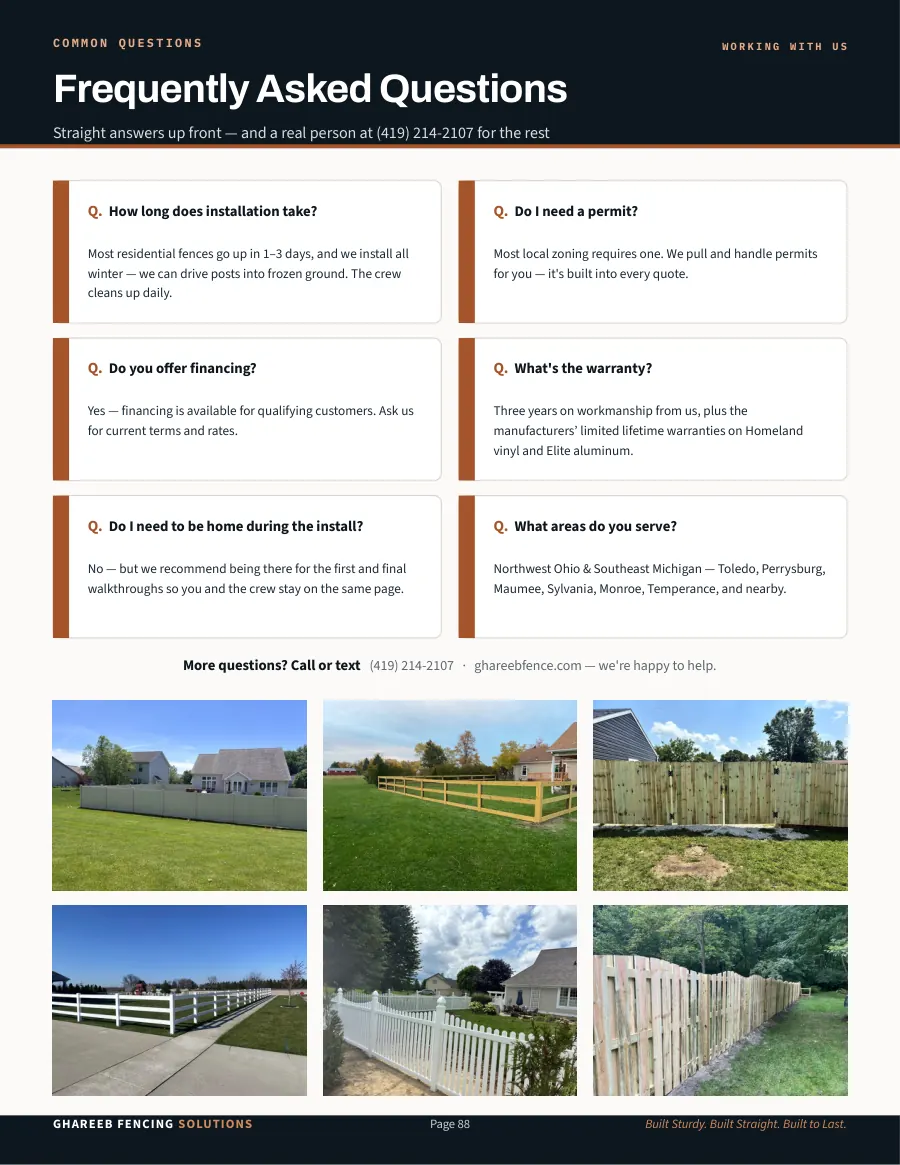 COMMON QUESTIONS
WORKING WITH US
Frequently Asked Questions
Straight answers up front — and a real person at (419) 214-2107 for the rest
Q. How long does installation take?
Most residential fences go up in 1–3 days, and we install all
winter — we can drive posts into frozen ground. The crew
cleans up daily.
Q. Do I need a permit?
Most local zoning requires one. We pull and handle permits
for you — it's built into every quote.
Q. Do you offer financing?
Yes — financing is available for qualifying customers. Ask us
for current terms and rates.
Q. What's the warranty?
Three years on workmanship from us, plus the
manufacturers’ limited lifetime warranties on Homeland
vinyl and Elite aluminum.
Q. Do I need to be home during the install?
No — but we recommend being there for the first and final
walkthroughs so you and the crew stay on the same page.
Q. What areas do you serve?
Northwest Ohio & Southeast Michigan — Toledo, Perrysburg,
Maumee, Sylvania, Monroe, Temperance, and nearby.
More questions? Call or text (419) 214-2107 · ghareebfence.com — we're happy to help.
GHAREEB FENCING SOLUTIONS
Page 88
Built Sturdy. Built Straight. Built to Last.